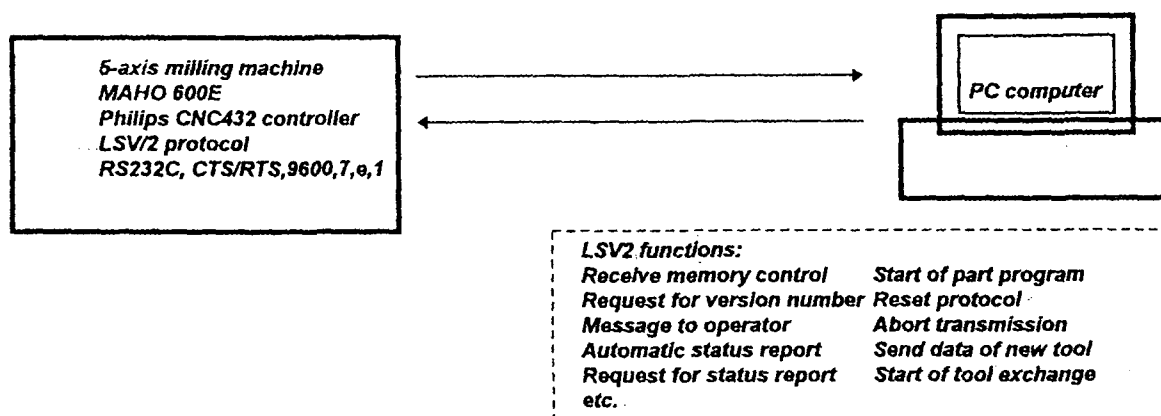 5-axis milling machine
MAHO 600E
Philips CNC432 controller
LSV/2 protocol
RS232C, CTS/RTS,9600,7,e,1
PC computer
LSV2 functions:
Receive memory control Start of part program
Request for version number Reset protocol
Message to operator Abort transmission
Automatic status report Send data of new tool
Request for status report Start of tool exchange
etc.